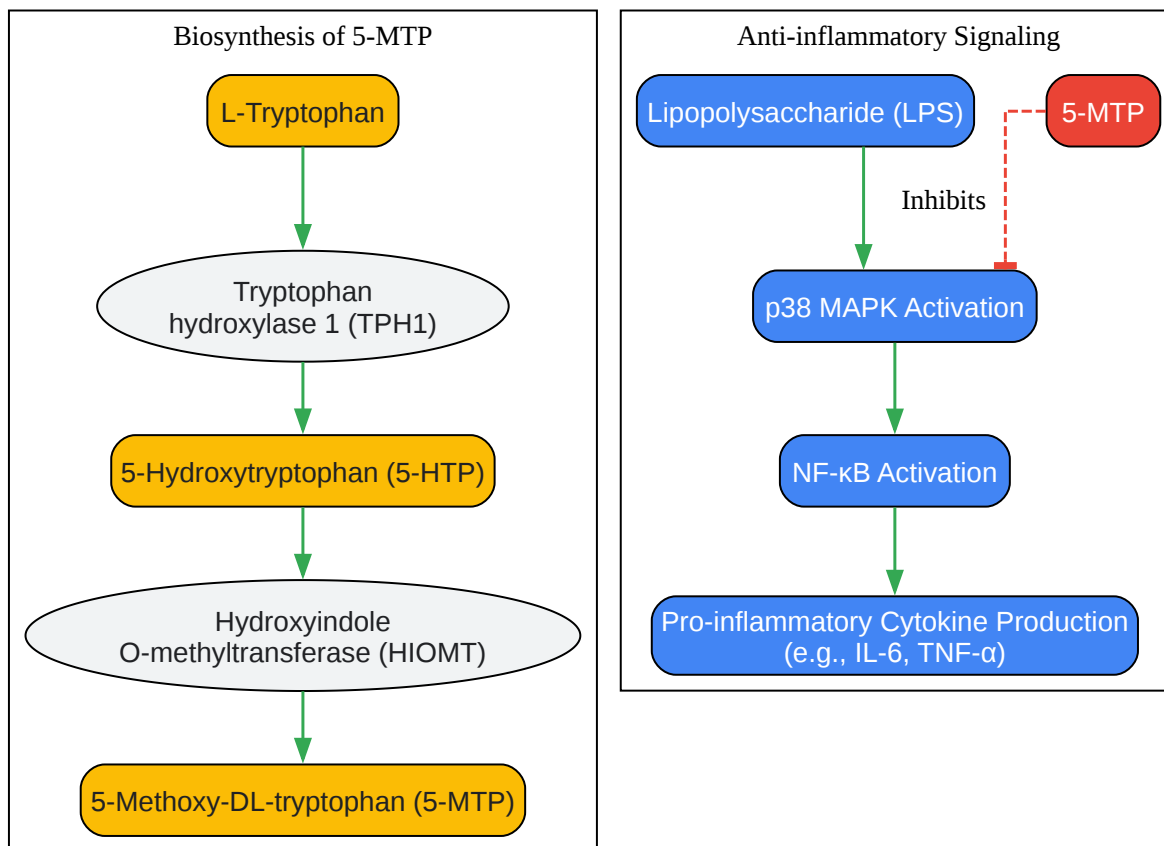 Biosynthesis of 5-MTP
L-Tryptophan
Tryptophan
hydroxylase 1 (TPH1)
5-Hydroxytryptophan (5-HTP)
Hydroxyindole
O-methyltransferase (HIOMT)
5-Methoxy-DL-tryptophan (5-MTP)
Anti-inflammatory Signaling
Lipopolysaccharide (LPS)
5-MTP
Inhibits
p38 MAPK Activation
NF-κB Activation
Pro-inflammatory Cytokine Production
(e.g., IL-6, TNF-α)